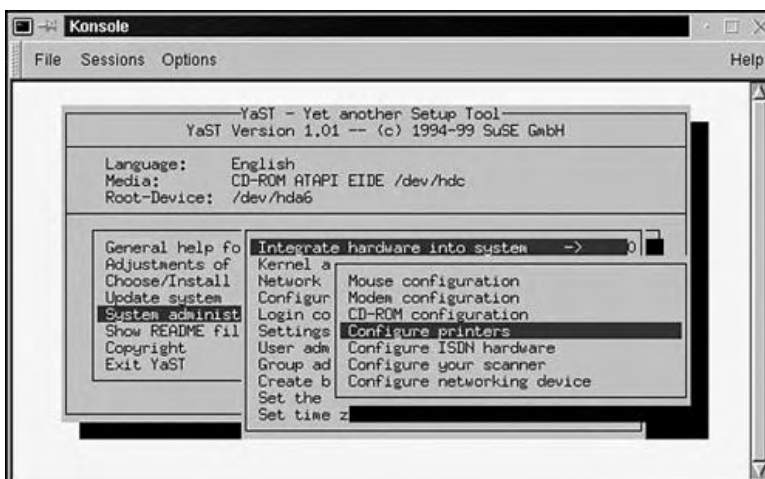 Konsole
File Sessions Options Help
YaST - Yet another Setup Tool
YaST Version 1.01 -- (c) 1994-99 SuSE GmbH
Language: English
Media: CD-ROM ATAPI EIDE /dev/hdc
Root-Device: /dev/hda6
General help fo
Adjustments of
Choose/Install
Update system
System administ
Show README fil
Copyright
Exit YaST
Integrate hardware into system ->
Kernel a
Network
Configur
Login co
Settings
User adm
Group ad
Create b
Set the
Set time z
Mouse configuration
Modem configuration
CD-ROM configuration
Configure printers
Configure ISDN hardware
Configure your scanner
Configure networking device